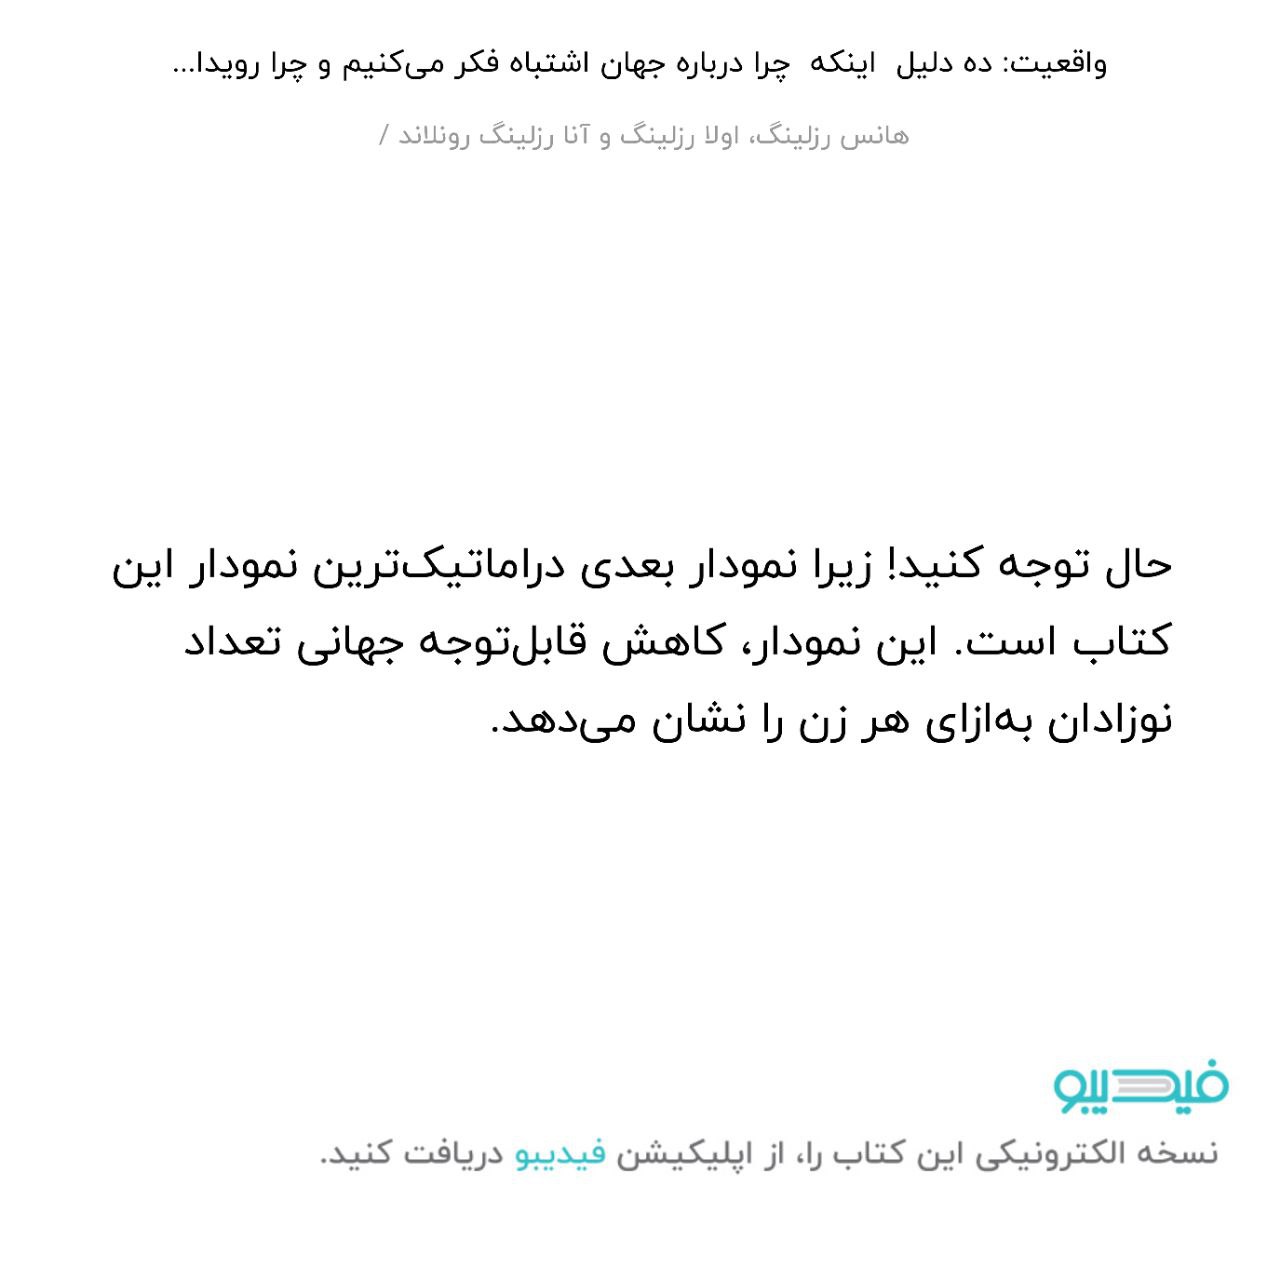 واقعیت: ده دلیل اینکه چرا درباره جهان اشتباه فکر می‌کنیم و چرا رویدا...
هانس رزلینگ، اولا رزلینگ و آنا رزلینگ رونلاند /
حال توجه کنید! زیرا نمودار بعدی دراماتیک‌ترین نمودار این
کتاب است. این نمودار، کاهش قابل‌توجه جهانی تعداد
نوزادان به‌ازای هر زن را نشان می‌دهد.
فیدیبو
نسخه الکترونیکی این کتاب را، از اپلیکیشن فیدیبو دریافت کنید.